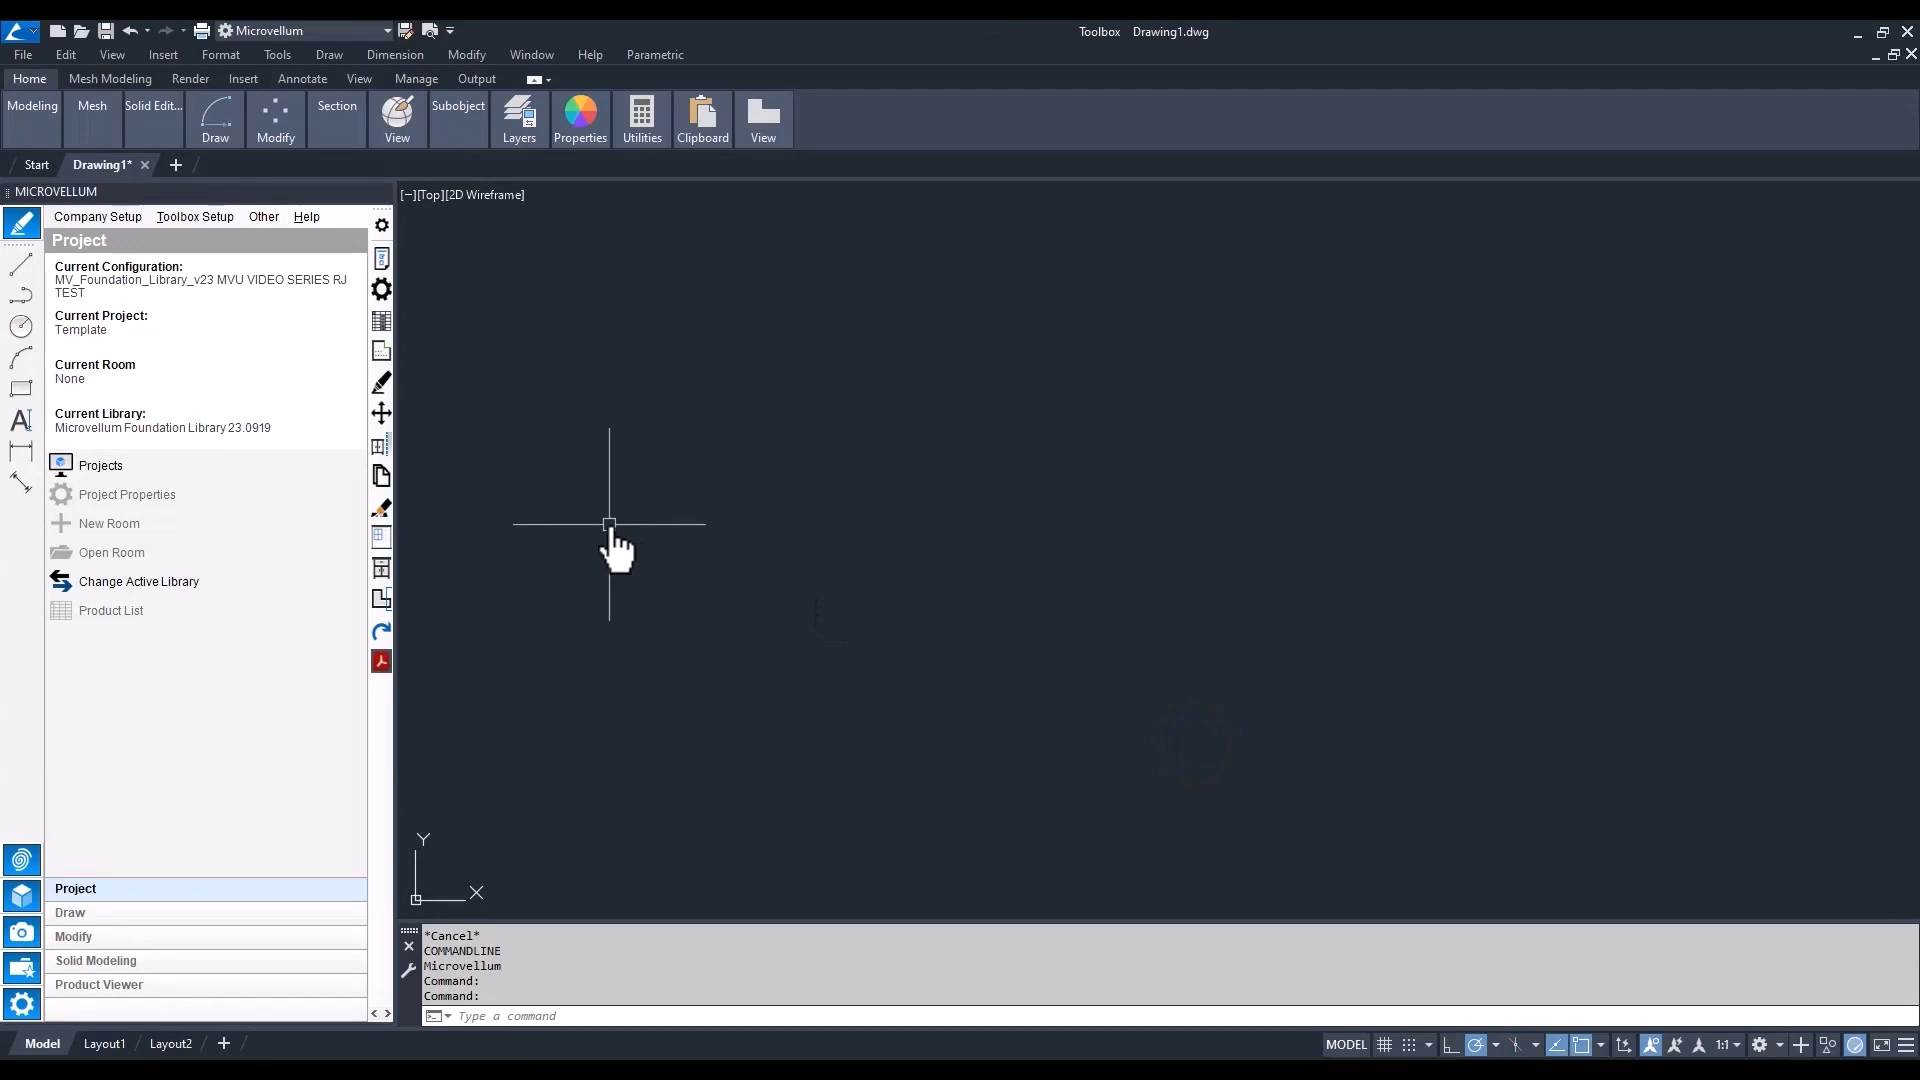 Microvellum
Toolbox Drawing1.dwg
File Edit View Insert Format Tools Draw Dimension Modify Window Help Parametric
Home Mesh Modeling Render Insert Annotate View Manage Output
Modeling Mesh Solid Edit... Draw Modify Section View Subobject Layers Properties Utilities Clipboard View
Start Drawing1*
MICROVELLUM
[−][Top][2D Wireframe]
Company Setup Toolbox Setup Other Help
Project
Current Configuration:
MV_Foundation_Library_v23 MVU VIDEO SERIES RJ
TEST
Current Project:
Template
Current Room
None
Current Library:
Microvellum Foundation Library 23.0919
Projects
Project Properties
New Room
Open Room
Change Active Library
Product List
Y
X
Project
Draw
Modify
Solid Modeling
Product Viewer
*Cancel*
COMMANDLINE
Microvellum
Command:
Command:
Type a command
Model Layout1 Layout2
MODEL 1:1